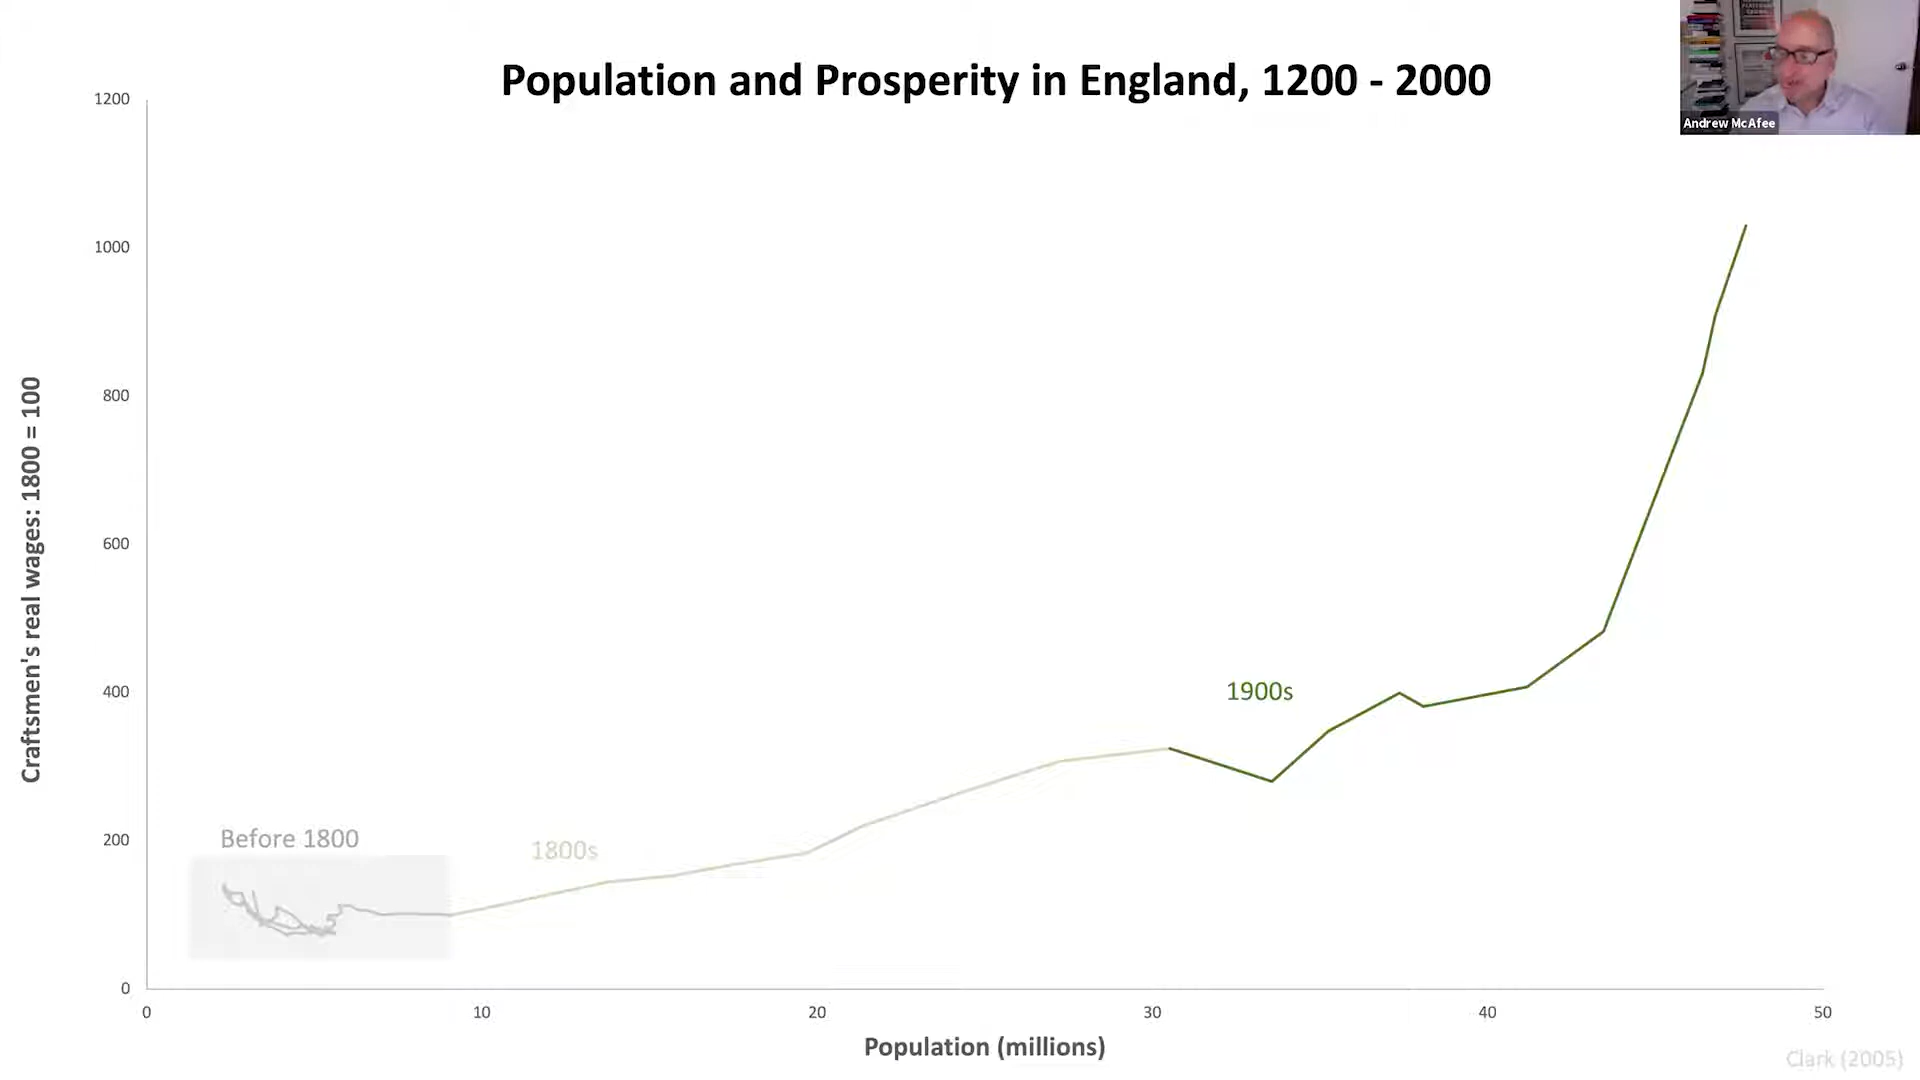 Population and Prosperity in England, 1200 - 2000
Andrew McAfee
1200
1000
800
600
400
200
0
Craftsmen's real wages: 1800 = 100
1900s
Before 1800
1800s
0
10
20
30
40
50
Population (millions)
Clark (2005)